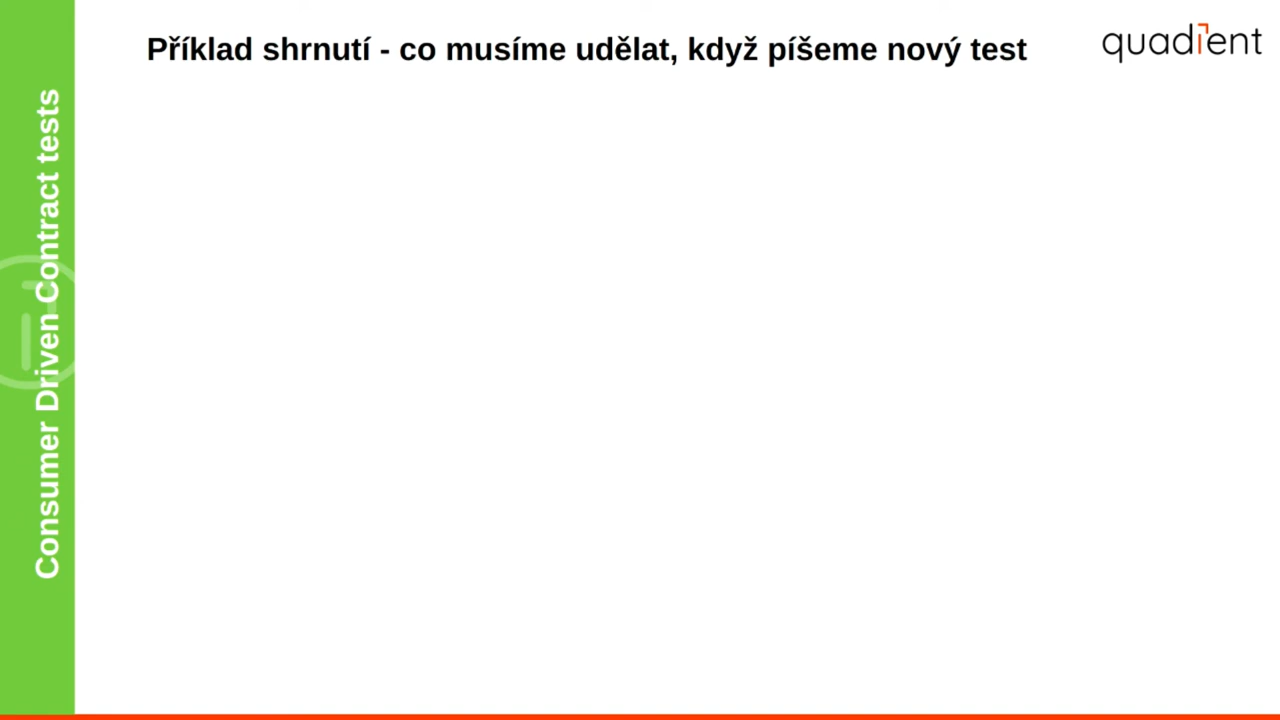 Příklad shrnutí - co musíme udělat, když píšeme nový test
quadient
Consumer Driven Contract tests